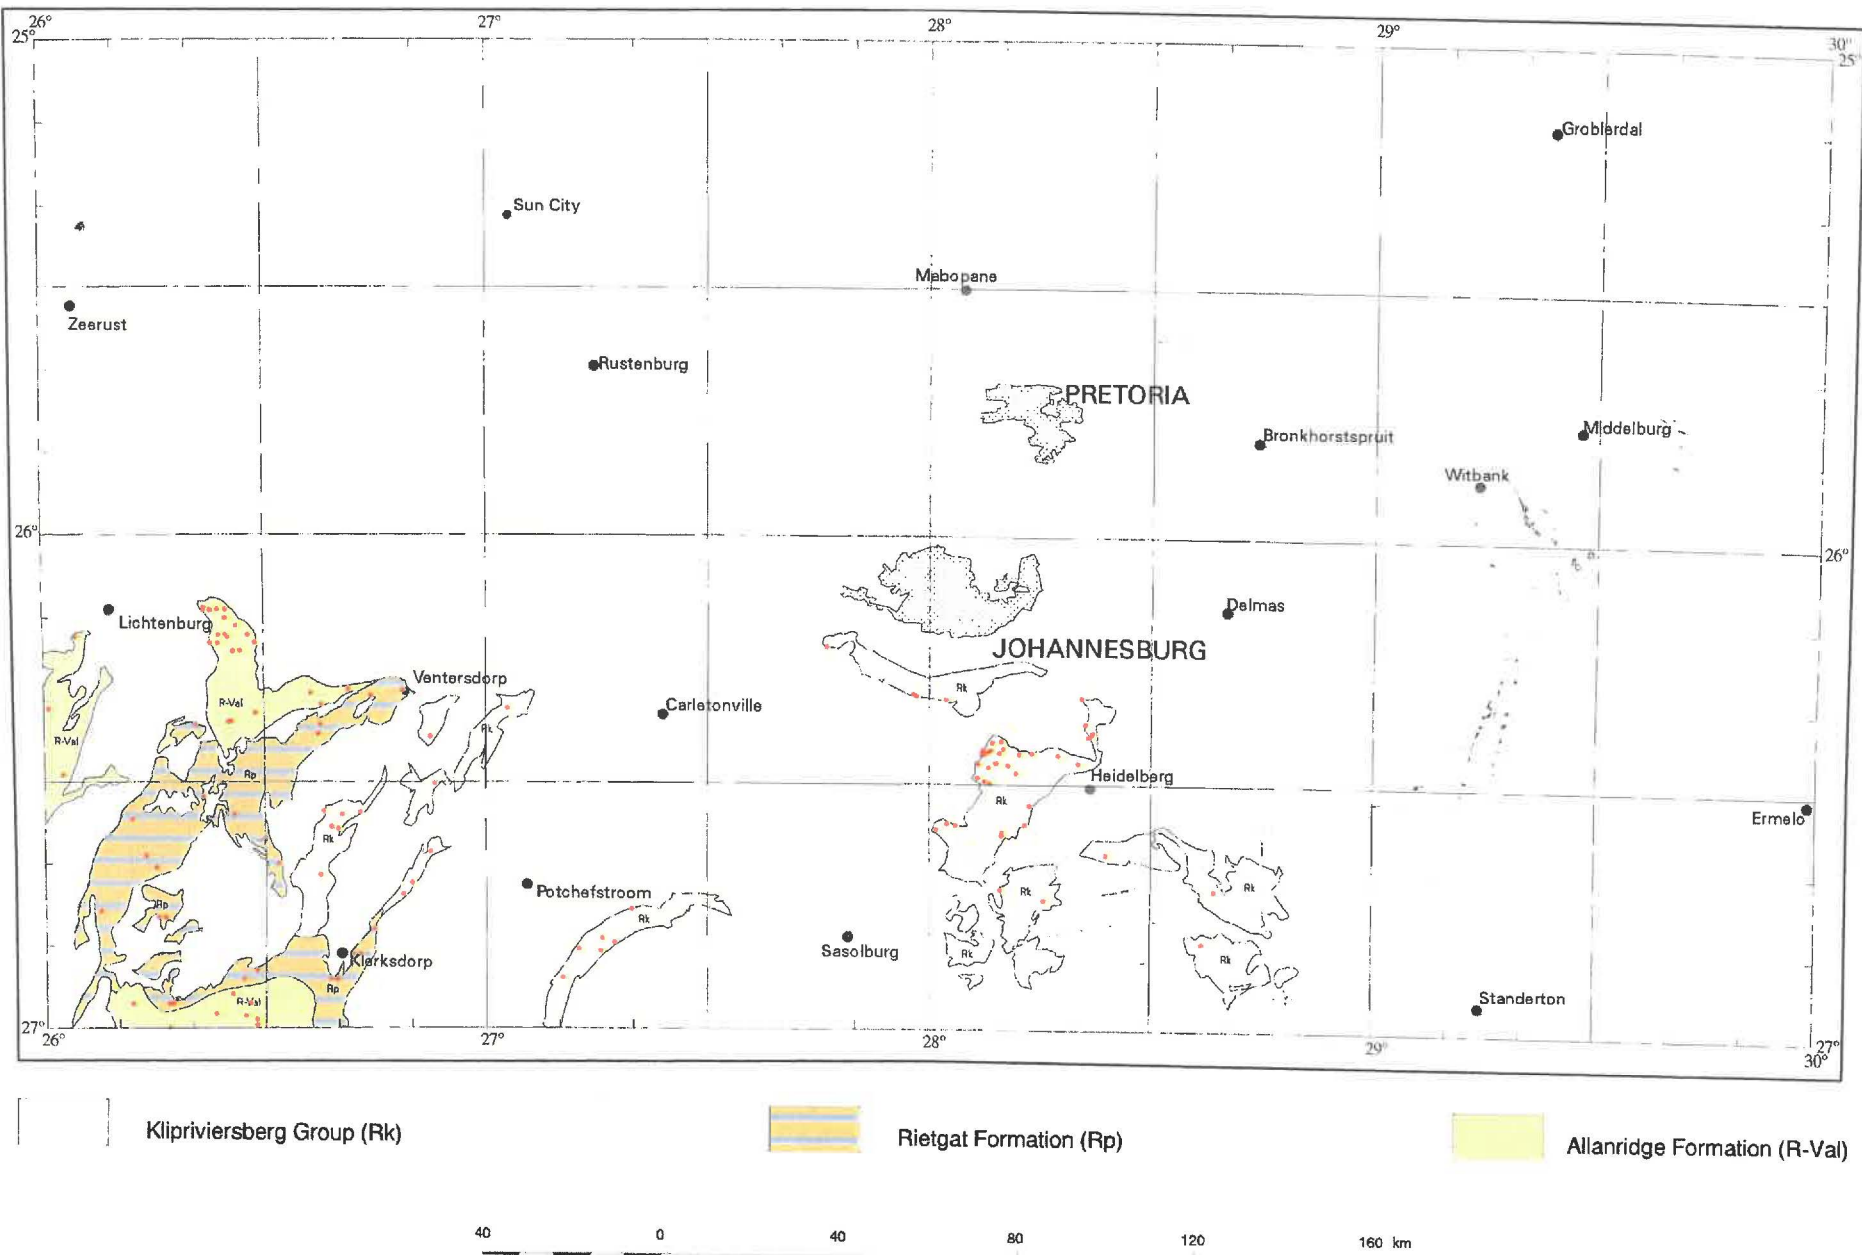 26° 27° 28° 29° 30°
25° 25°
Groblerdal
Sun City
Mabopane
Zeerust
Rustenburg
PRETORIA
Bronkhorstspruit
Middelburg
Witbank
26° 26°
Delmas
Lichtenburg
JOHANNESBURG
Ventersdorp
Rk
R-Val
Carletonville
Rk
R-Val
Rp
Heidelberg
Rk
Ermelo
Rk
Potchefstroom
Rk
Rk
Rp
Rk
Sasolburg
Klerksdorp
Rk
Rk
Rp
R-Val
Standerton
27° 27°
26° 27° 28° 29° 30°
Klipriviersberg Group (Rk)
Rietgat Formation (Rp)
Allanridge Formation (R-Val)
40 0 40 80 120 160 km